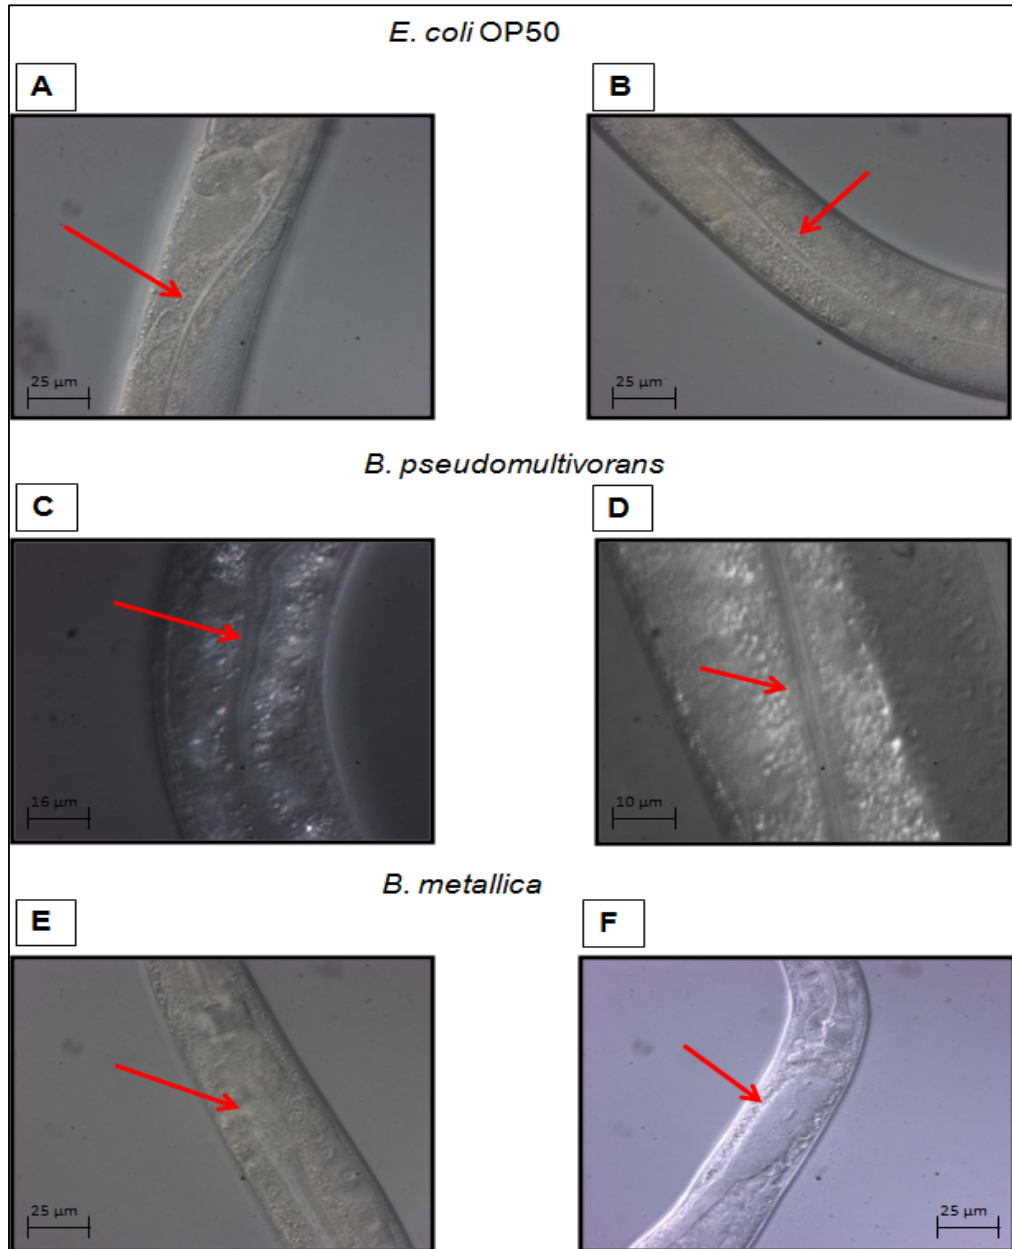 E. coli OP50
A
B
25 µm
25 µm
B. pseudomultivorans
C
D
16 µm
10 µm
B. metallica
E
F
25 µm
25 µm